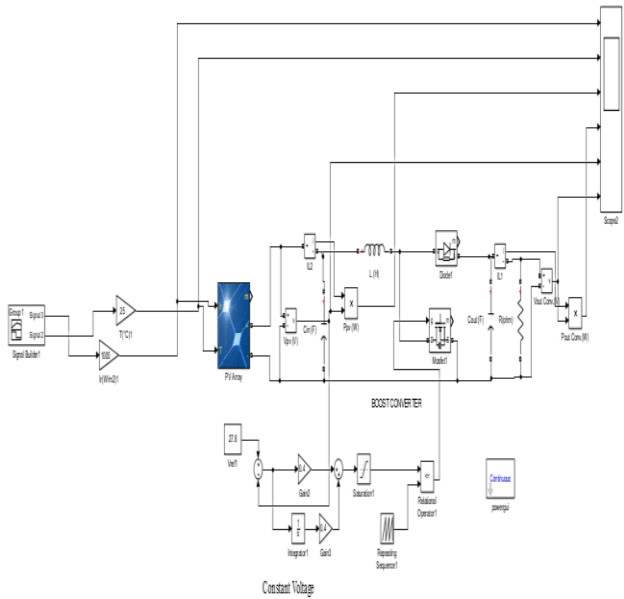 Scope2
Group 1
Signal 3
Signal 2
Signal Builder1
25
T(°C)1
1000
Ir(W/m2)1
m
PV Array
IL2
Vpv (V)
Cin (F)
L (H)
Ppv (W)
Diode1
Mosfet1
IL1
Cout (F)
R(ohm)
Vout Conv.(V)
Pout Conv.(W)
BOOST CONVERTER
27.8
Vref1
0.4
Gain2
Saturation1
<=
Relational
Operator1
1
s
Integrator1
0.4
Gain3
Repeating
Sequence1
Continuous
powergui
Constant Voltage